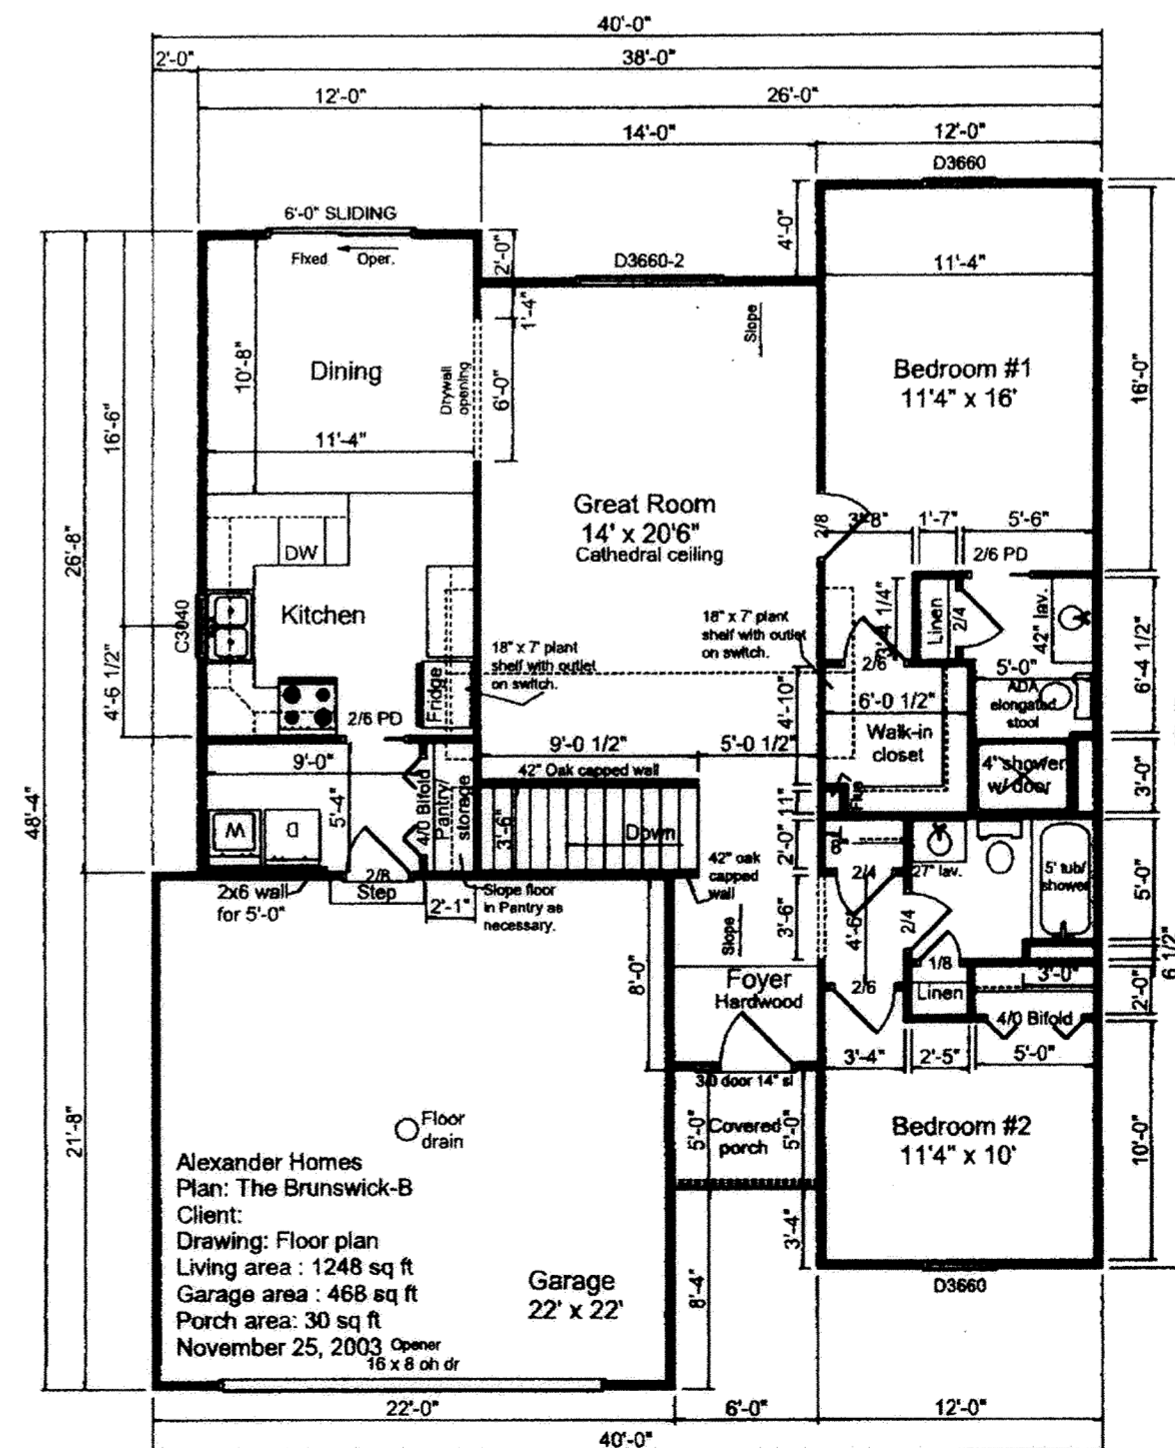 40'-0"
2'-0"
38'-0"
12'-0"
26'-0"
14'-0"
12'-0"
D3660
6'-0" SLIDING
Fixed
Oper.
2'-0"
4'-0"
D3660-2
11'-4"
1'-4"
Slope
Dining
10'-8"
Drywall
opening
6'-0"
Bedroom #1
11'4" x 16'
16'-0"
16'-6"
11'-4"
Great Room
14' x 20'6"
Cathedral ceiling
2/8
3'-8"
1'-7"
5'-6"
26'-8"
DW
2/6 PD
Kitchen
C3040
18" x 7' plant
shelf with outlet
on switch.
18" x 7' plant
shelf with outlet
on switch.
Linen
2/4
42" lav.
2/6
5'-0"
6'-4 1/2"
4'-6 1/2"
Fridge
4'-10"
6'-0 1/2"
ADA
elongated
stool
2/6 PD
Walk-in
closet
9'-0"
9'-0 1/2"
5'-0 1/2"
42" Oak capped wall
4' shower
w/ door
3'-0"
48'-4"
W
D
5'-4"
4/0 Bifold
Pantry/
storage
3'-6"
Down
11"
Flue
2'-0"
42" oak
capped
wall
2/4
27" lav.
5' tub/
shower
5'-0"
2x6 wall
for 5'-0"
2/8
Step
2'-1"
Slope floor
in Pantry as
necessary.
Slope
3'-6"
4'-6"
2/4
8'-0"
Foyer
Hardwood
2/6
1/8
Linen
3'-0"
2'-0"
4/0 Bifold
3'-4"
2'-5"
5'-0"
3/0 door 14" sl
21'-8"
Floor
drain
5'-0"
Covered
porch
5'-0"
Bedroom #2
11'4" x 10'
10'-0"
Alexander Homes
Plan: The Brunswick-B
Client:
Drawing: Floor plan
Living area : 1248 sq ft
Garage area : 468 sq ft
Porch area: 30 sq ft
November 25, 2003
Opener
16 x 8 oh dr
Garage
22' x 22'
8'-4"
3'-4"
D3660
22'-0"
6'-0"
12'-0"
40'-0"